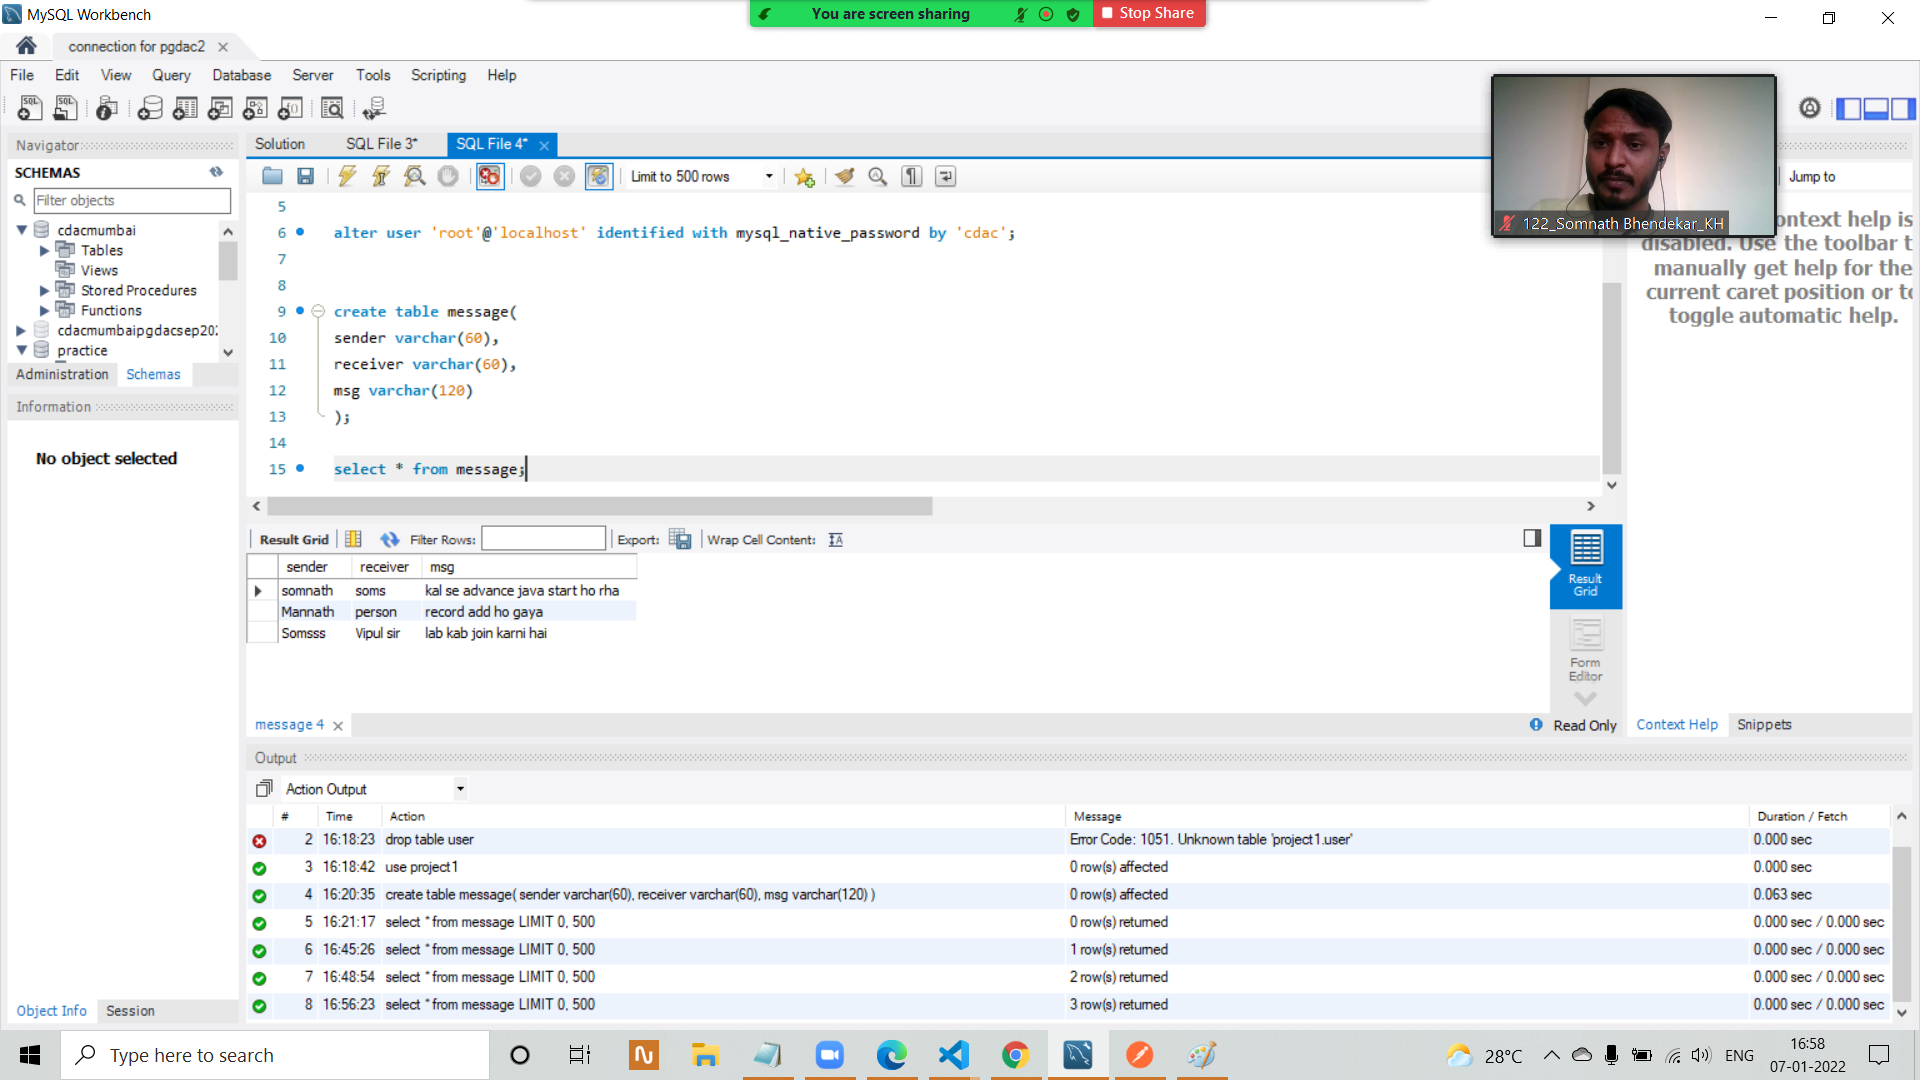 MySQL Workbench
You are screen sharing
Stop Share
connection for pgdac2
File Edit View Query Database Server Tools Scripting Help
Navigator
SCHEMAS
Filter objects
cdacmumbai
Tables
Views
Stored Procedures
Functions
practice
Administration Schemas
Information
No object selected
Object Info Session
Solution SQL File 3* SQL File 4*
Limit to 500 rows
5
6 alter user 'root'@'localhost' identified with mysql_native_password by 'cdac';
7
8
9 create table message(
10 sender varchar(60),
11 receiver varchar(60),
12 msg varchar(120)
13 );
14
15 select * from message;
122_Somnath Bhendekar_KH
Jump to
ontext help is
disabled. Use the toolbar t
manually get help for the
current caret position or to
toggle automatic help.
Result Grid Filter Rows: Export: Wrap Cell Content:
sender receiver msg
somnath soms kal se advance java start ho rha
Mannath person record add ho gaya
Somsss Vipul sir lab kab join karni hai
Result
Grid
Form
Editor
message 4
Read Only
Context Help Snippets
Output
Action Output
# Time Action Message Duration / Fetch
2 16:18:23 drop table user Error Code: 1051. Unknown table 'project1.user' 0.000 sec
3 16:18:42 use project1 0 row(s) affected 0.000 sec
4 16:20:35 create table message( sender varchar(60), receiver varchar(60), msg varchar(120) ) 0 row(s) affected 0.063 sec
5 16:21:17 select * from message LIMIT 0, 500 0 row(s) returned 0.000 sec / 0.000 sec
6 16:45:26 select * from message LIMIT 0, 500 1 row(s) returned 0.000 sec / 0.000 sec
7 16:48:54 select * from message LIMIT 0, 500 2 row(s) returned 0.000 sec / 0.000 sec
8 16:56:23 select * from message LIMIT 0, 500 3 row(s) returned 0.000 sec / 0.000 sec
Type here to search
28°C
ENG
16:58
07-01-2022